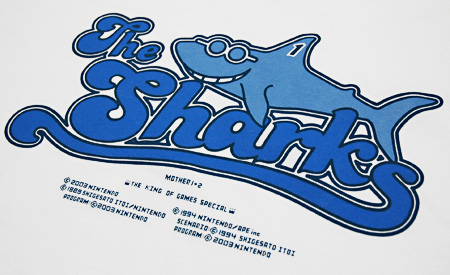 The
1
Sharks
MOTHER1+2
THE KING OF GAMES SPECIAL
© 2003 NINTENDO
© 1989 SHIGESATO ITOI/NINTENDO
PROGRAM © 2003 NINTENDO
© 1994 NINTENDO/APE inc.
SCENARIO © 1994 SHIGESATO ITOI
PROGRAM © 2003 NINTENDO